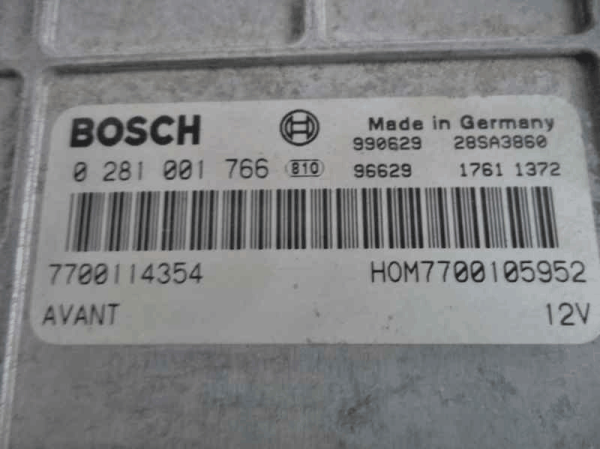 BOSCH
Made in Germany
990629 28SA3860
0 281 001 766 810 96629 1761 1372
7700114354 HOM7700105952
AVANT 12V